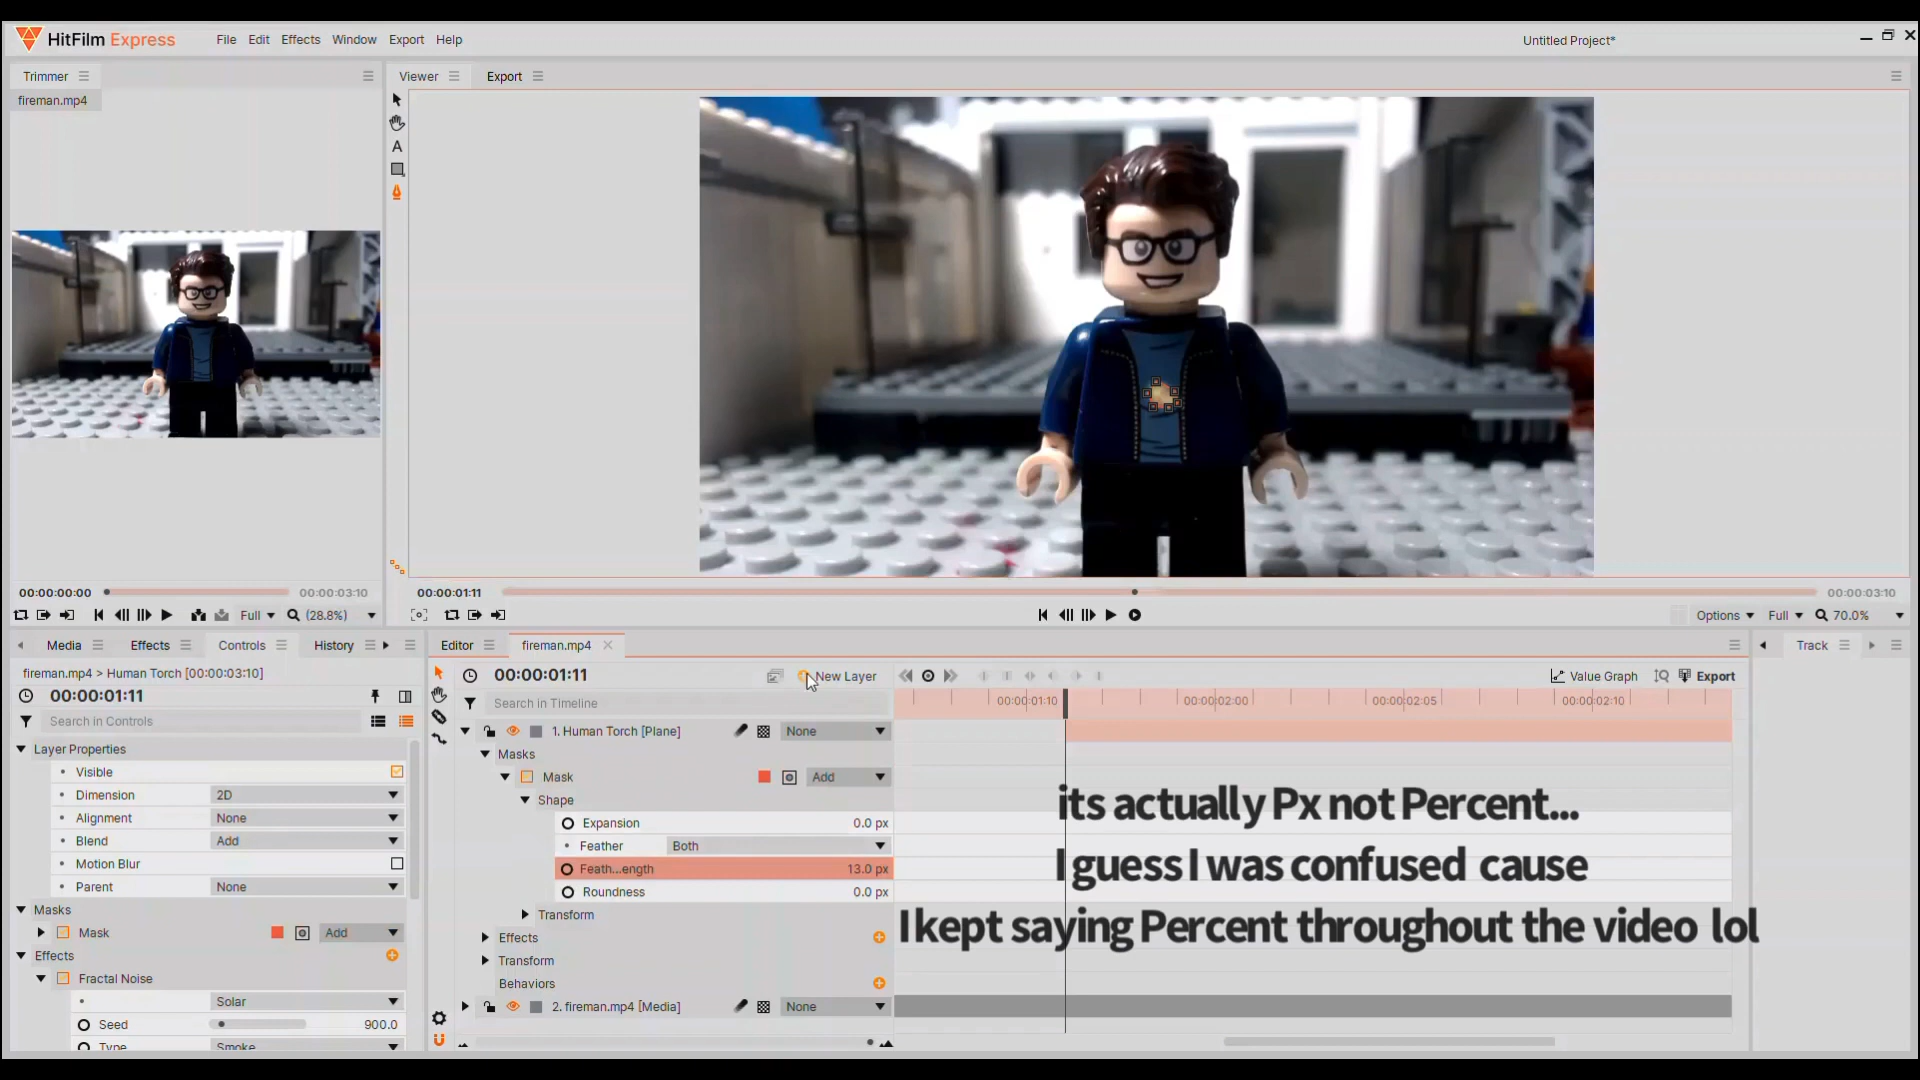 HitFilm Express
File Edit Effects Window Export Help
Untitled Project*
Trimmer
Viewer Export
fireman.mp4
A
00:00:00:00 00:00:03:10
Full (28.8%)
00:00:01:11 00:00:03:10
Options Full 70.0%
Media Effects Controls History
Editor fireman.mp4
Track
fireman.mp4 > Human Torch [00:00:03:10]
00:00:01:11
Search in Controls
Layer Properties
Visible
Dimension 2D
Alignment None
Blend Add
Motion Blur
Parent None
Masks
Mask Add
Effects
Fractal Noise
Solar
Seed 900.0
Type Smoke
00:00:01:11 New Layer
Value Graph Export
Search in Timeline
00:00:01:10 00:00:02:00 00:00:02:05 00:00:02:10
1. Human Torch [Plane] None
Masks
Mask Add
Shape
Expansion 0.0 px
Feather Both
Feath...ength 13.0 px
Roundness 0.0 px
Transform
Effects
Transform
Behaviors
2. fireman.mp4 [Media] None
its actually Px not Percent...
I guess I was confused cause
I kept saying Percent throughout the video lol